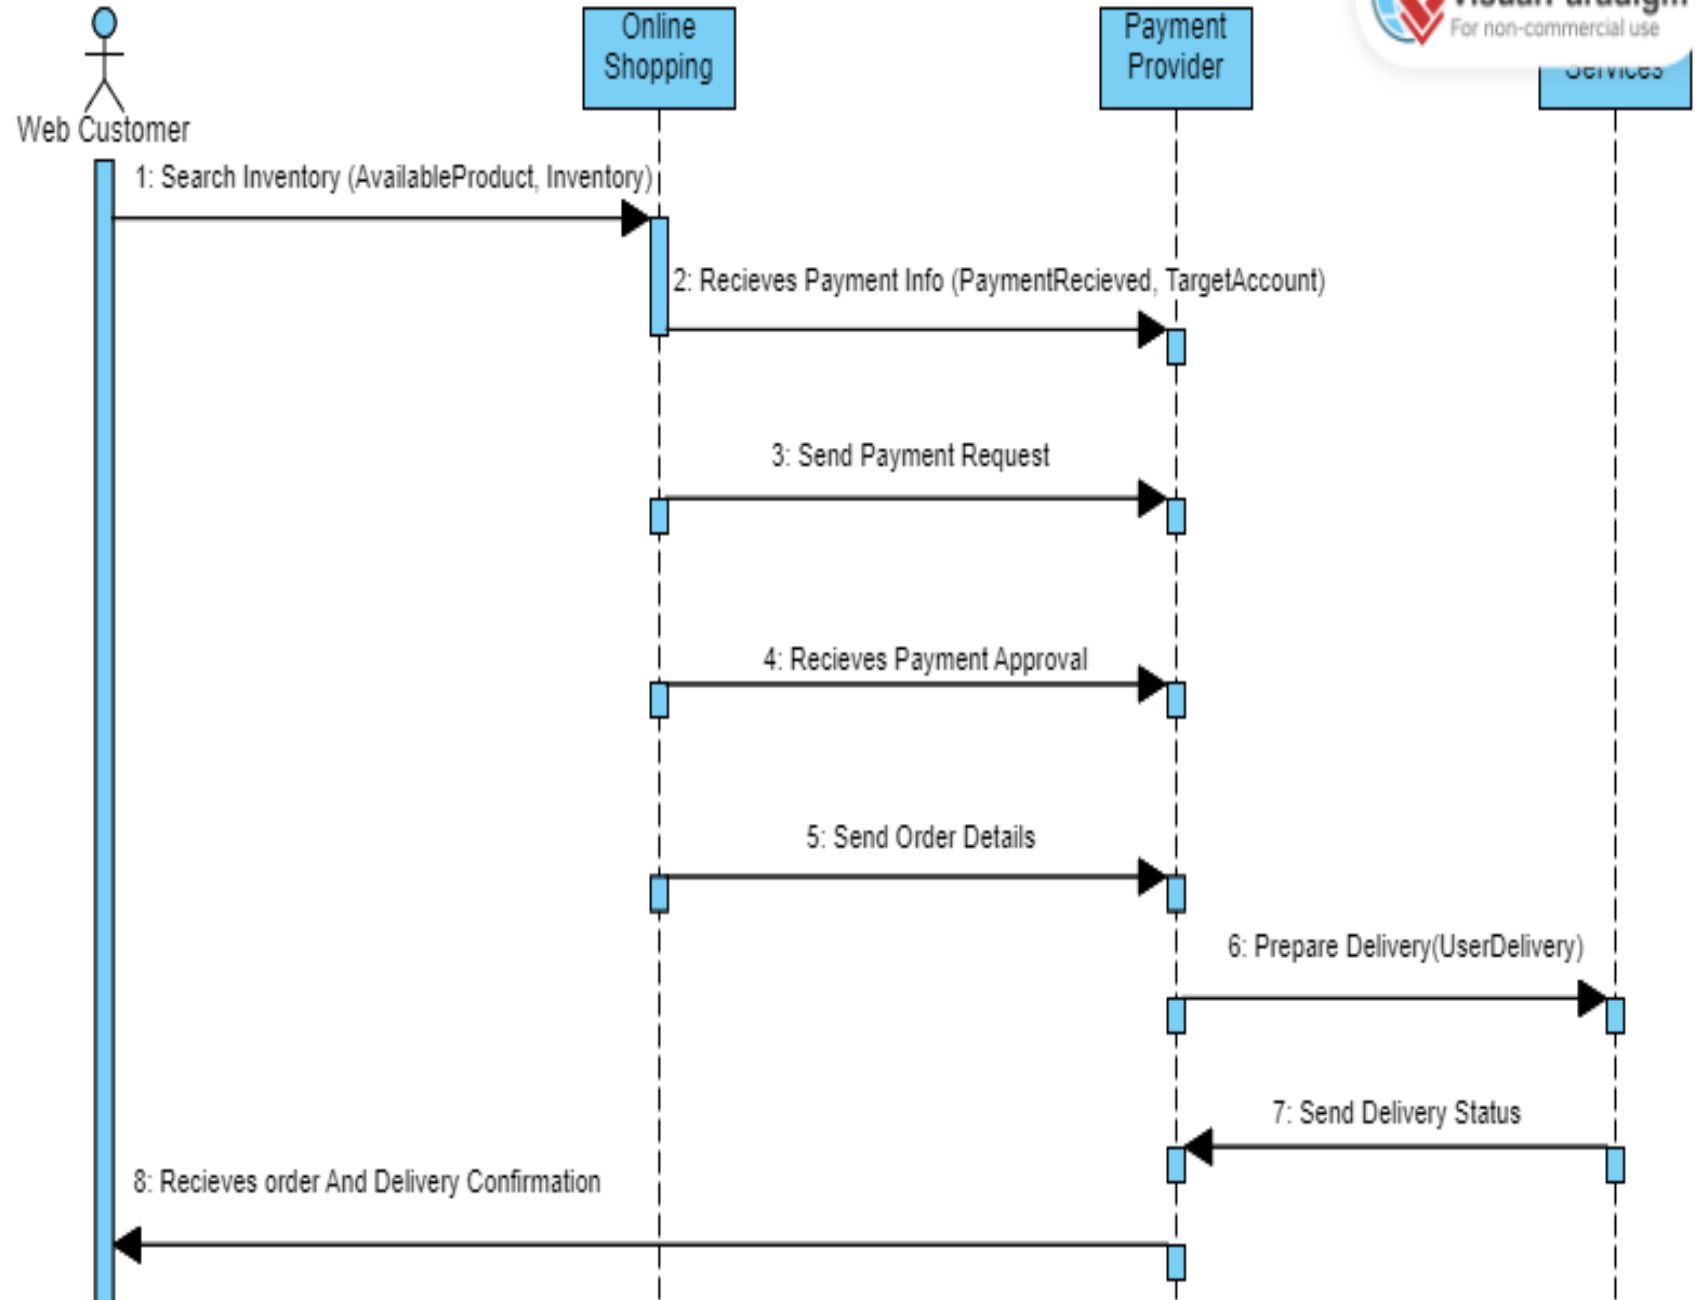 Online
Shopping
Payment
Provider
For non-commercial use
Services
Web Customer
1: Search Inventory (AvailableProduct, Inventory)
2: Recieves Payment Info (PaymentRecieved, TargetAccount)
3: Send Payment Request
4: Recieves Payment Approval
5: Send Order Details
6: Prepare Delivery(UserDelivery)
7: Send Delivery Status
8: Recieves order And Delivery Confirmation